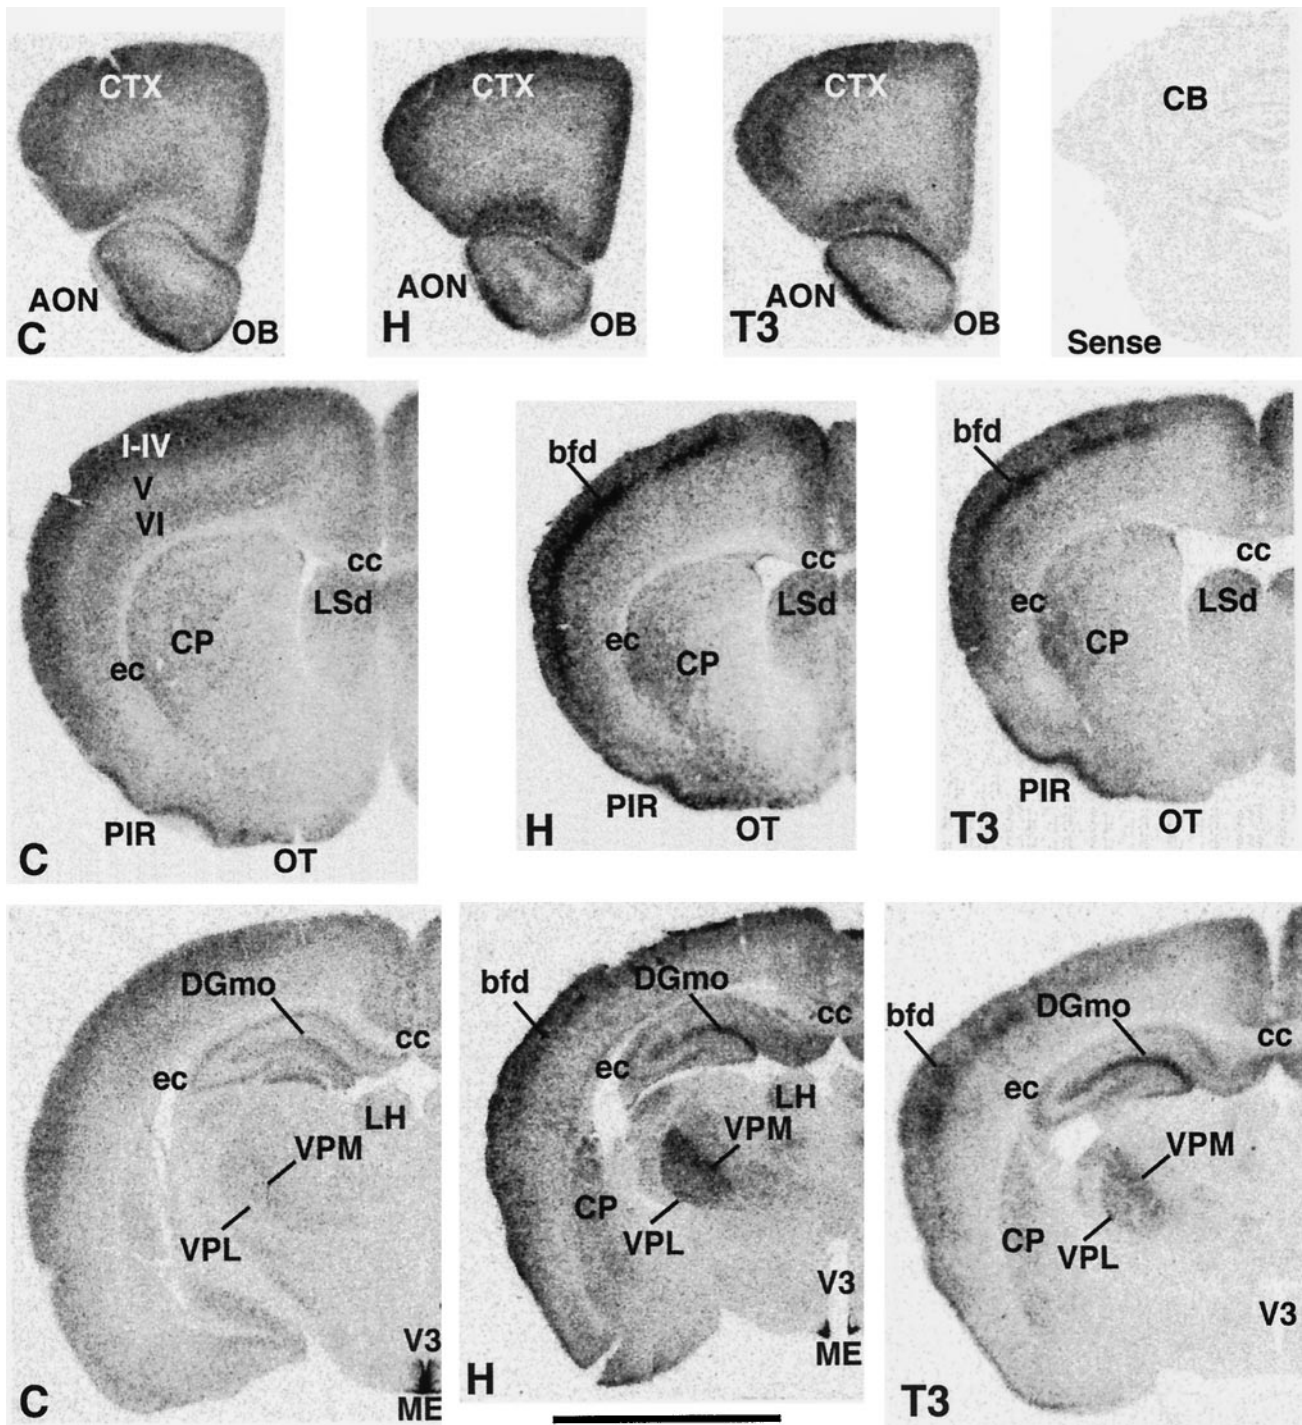 CTX
AON
OB
C
CTX
AON
OB
H
CTX
AON
OB
T3
CB
Sense
I-IV
V
VI
cc
LSd
CP
ec
PIR
OT
C
bfd
cc
LSd
ec
CP
PIR
OT
H
bfd
cc
ec
LSd
CP
PIR
OT
T3
DGmo
cc
ec
LH
VPM
VPL
V3
ME
C
bfd
DGmo
cc
ec
LH
VPM
CP
VPL
V3
ME
H
bfd
DGmo
cc
ec
VPM
CP
VPL
V3
T3